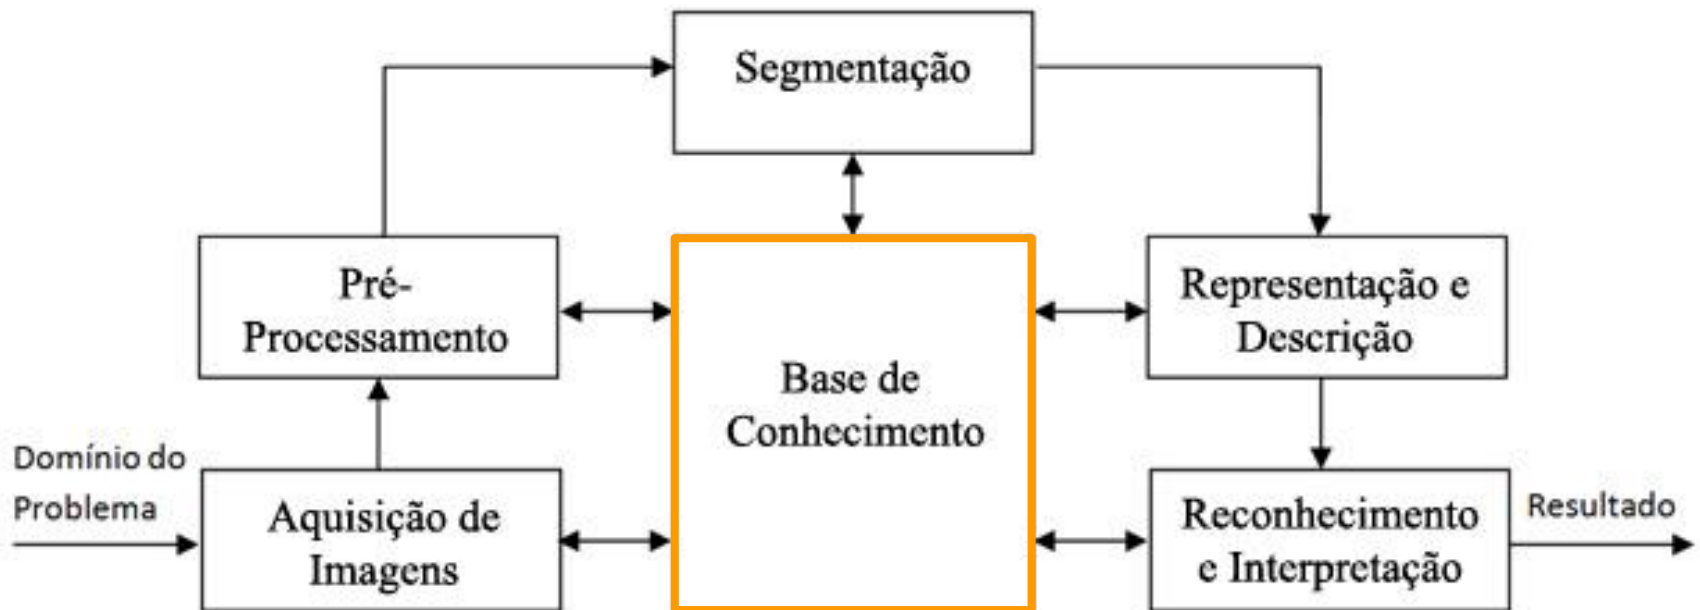 Segmentação
Pré-
Processamento
Base de
Conhecimento
Representação e
Descrição
Domínio do
Problema
Aquisição de
Imagens
Reconhecimento
e Interpretação
Resultado